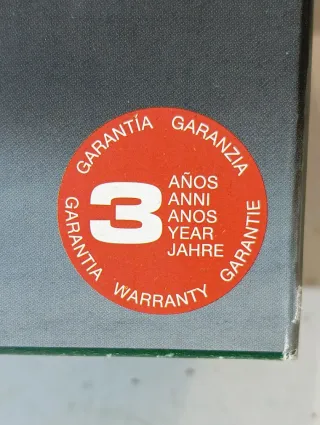 GARANTÍA GARANZIA
3
AÑOS
ANNI
ANOS
YEAR
JAHRE
GARANTIA WARRANTY GARANTIE